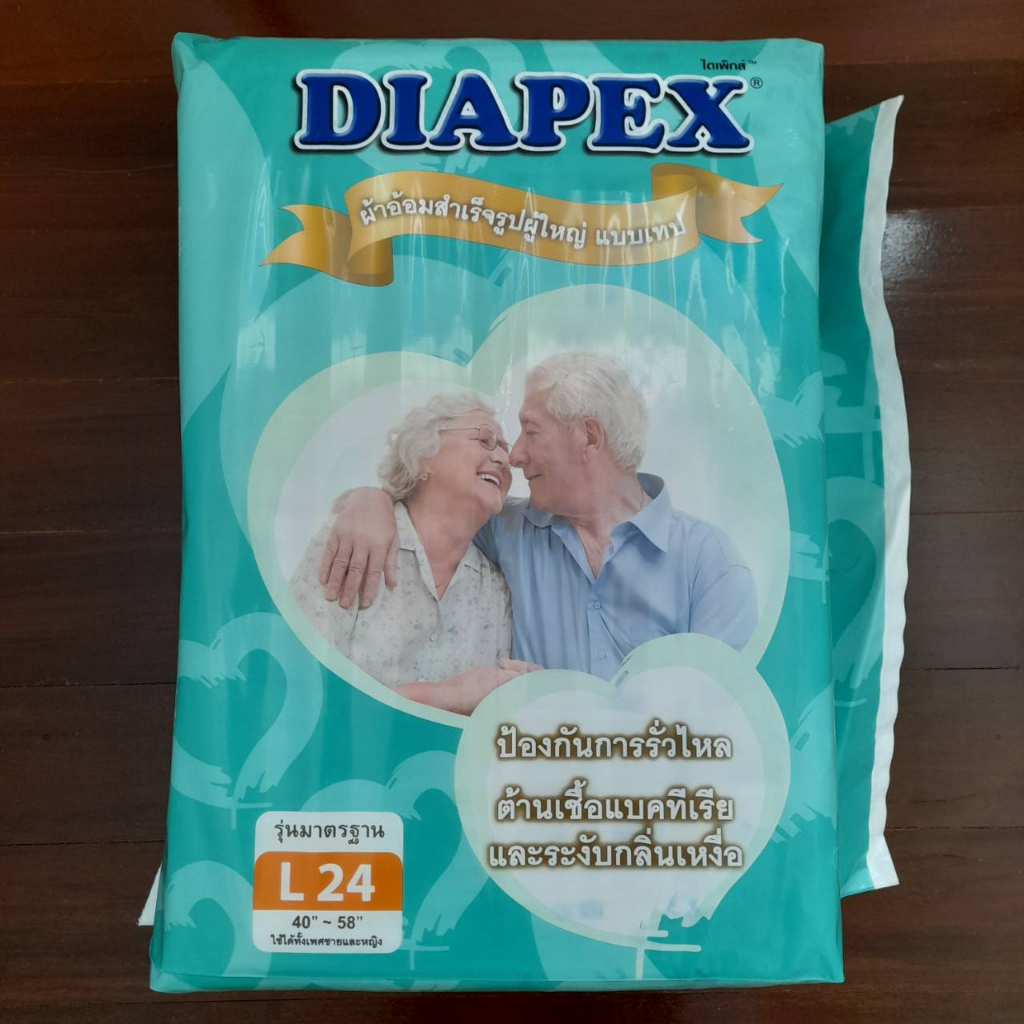 ไดเพ็กส์™
DIAPEX®
ผ้าอ้อมสำเร็จรูปผู้ใหญ่ แบบเทป
ป้องกันการรั่วไหล
ต้านเชื้อแบคทีเรีย
และระงับกลิ่นเหงื่อ
รุ่นมาตรฐาน
L 24
40" ~ 58"
ใช้ได้ทั้งเพศชายและหญิง